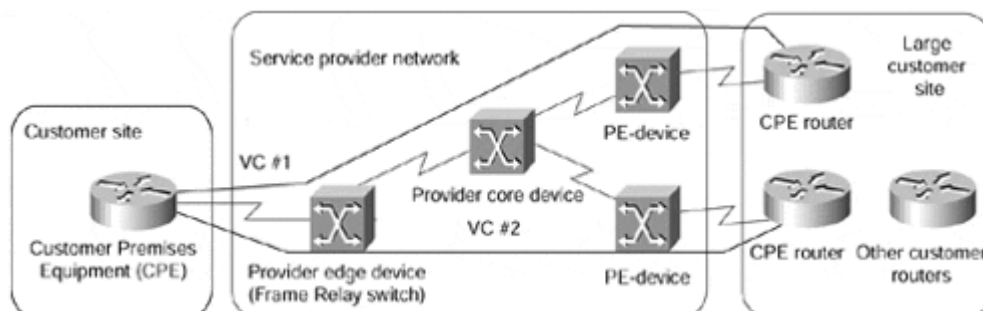 Service provider network
Large
customer
site
Customer site
PE-device
CPE router
VC #1
Provider core device
VC #2
Customer Premises
Equipment (CPE)
Provider edge device
(Frame Relay switch)
PE-device
CPE router
Other customer
routers